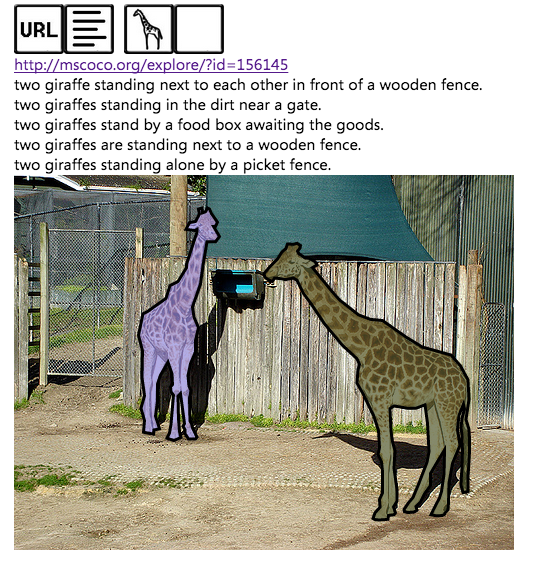 URL
http://mscoco.org/explore/?id=156145
two giraffe standing next to each other in front of a wooden fence.
two giraffes standing in the dirt near a gate.
two giraffes stand by a food box awaiting the goods.
two giraffes are standing next to a wooden fence.
two giraffes standing alone by a picket fence.